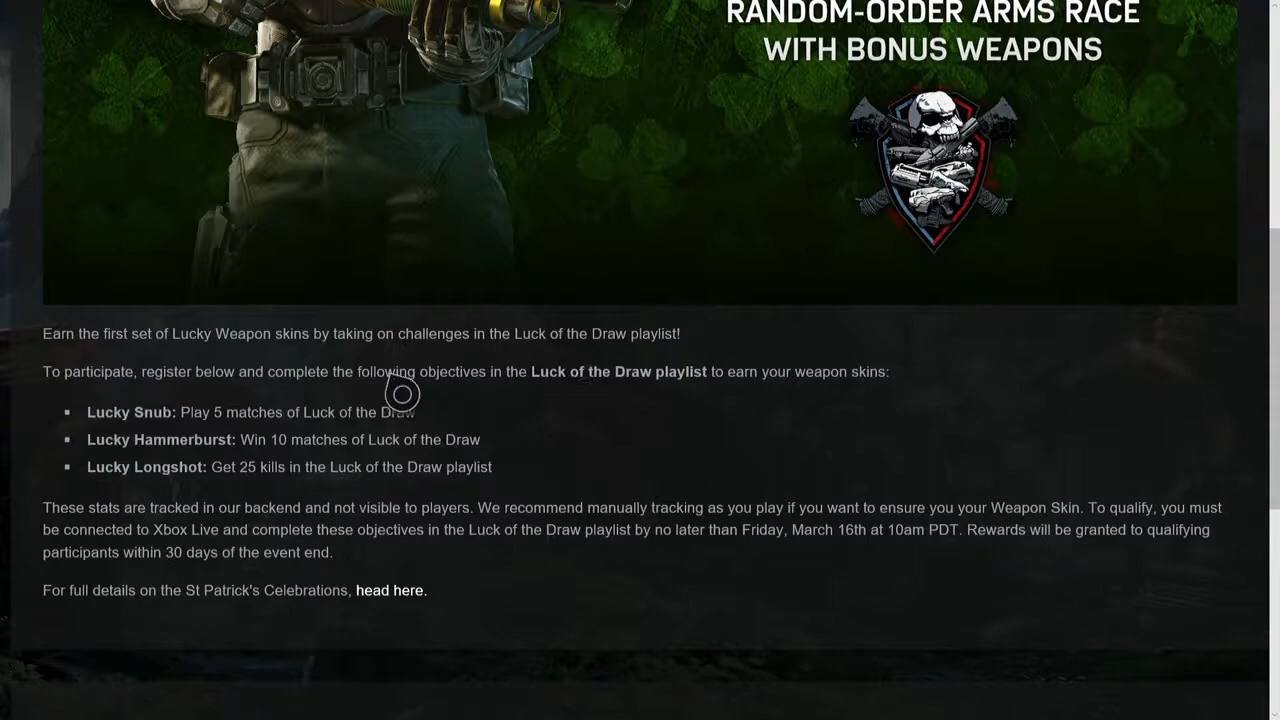 RANDOM-ORDER ARMS RACE
WITH BONUS WEAPONS
Earn the first set of Lucky Weapon skins by taking on challenges in the Luck of the Draw playlist!
To participate, register below and complete the following objectives in the Luck of the Draw playlist to earn your weapon skins:
Lucky Snub: Play 5 matches of Luck of the Draw
Lucky Hammerburst: Win 10 matches of Luck of the Draw
Lucky Longshot: Get 25 kills in the Luck of the Draw playlist
These stats are tracked in our backend and not visible to players. We recommend manually tracking as you play if you want to ensure you your Weapon Skin. To qualify, you must
be connected to Xbox Live and complete these objectives in the Luck of the Draw playlist by no later than Friday, March 16th at 10am PDT. Rewards will be granted to qualifying
participants within 30 days of the event end.
For full details on the St Patrick's Celebrations, head here.